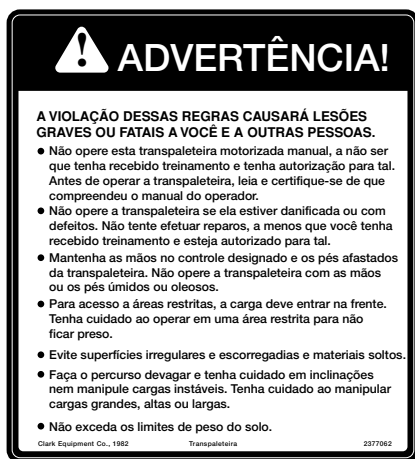 ADVERTÊNCIA!
A VIOLAÇÃO DESSAS REGRAS CAUSARÁ LESÕES
GRAVES OU FATAIS A VOCÊ E A OUTRAS PESSOAS.
● Não opere esta transpaleteira motorizada manual, a não ser
que tenha recebido treinamento e tenha autorização para tal.
Antes de operar a transpaleteira, leia e certifique-se de que
compreendeu o manual do operador.
● Não opere a transpaleteira se ela estiver danificada ou com
defeitos. Não tente efetuar reparos, a menos que você tenha
recebido treinamento e esteja autorizado para tal.
● Mantenha as mãos no controle designado e os pés afastados
da transpaleteira. Não opere a transpaleteira com as mãos
ou os pés úmidos ou oleosos.
● Para acesso a áreas restritas, a carga deve entrar na frente.
Tenha cuidado ao operar em uma área restrita para não
ficar preso.
● Evite superfícies irregulares e escorregadias e materiais soltos.
● Faça o percurso devagar e tenha cuidado em inclinações
nem manipule cargas instáveis. Tenha cuidado ao manipular
cargas grandes, altas ou largas.
● Não exceda os limites de peso do solo.
Clark Equipment Co., 1982 Transpaleteira 2377062